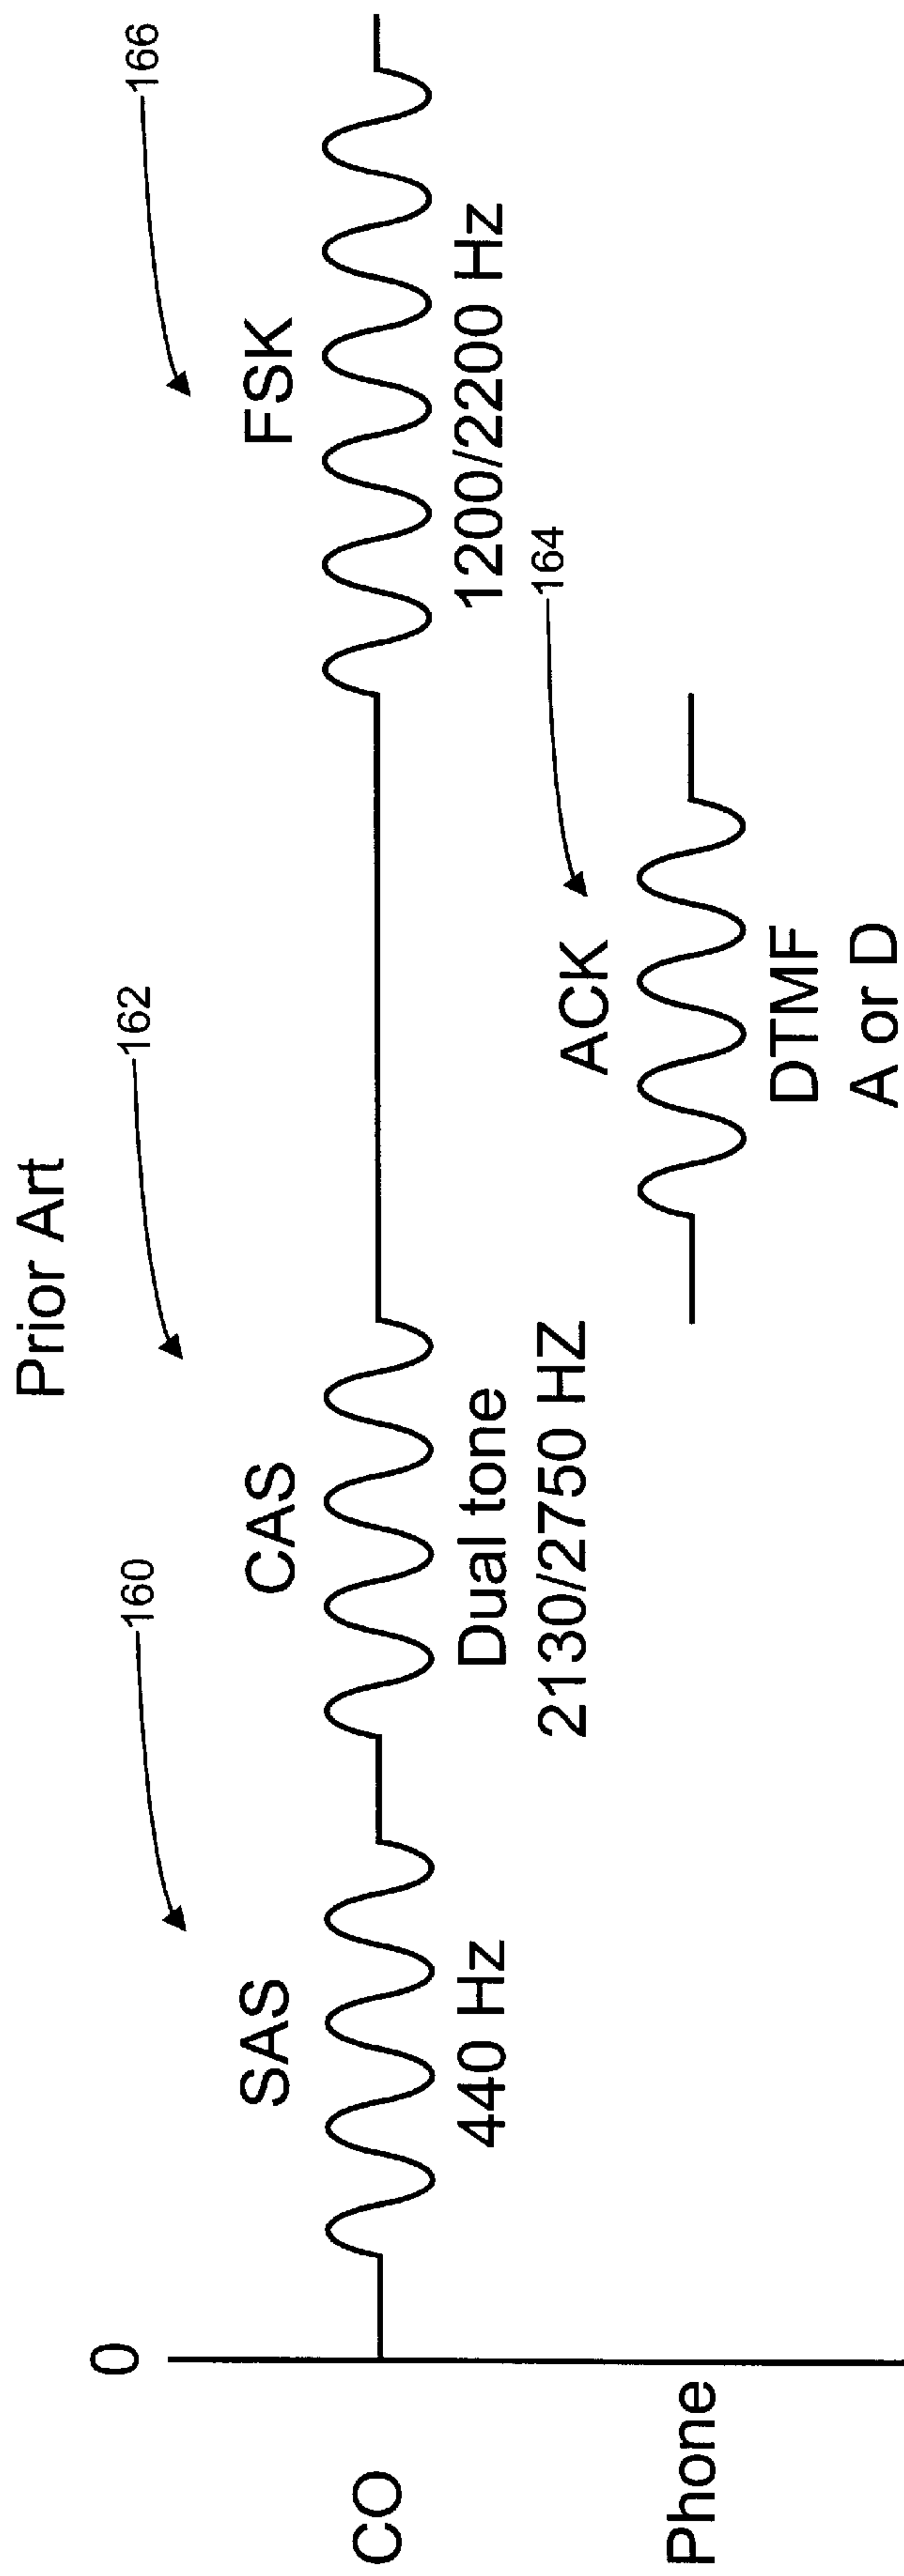 Prior Art
0
160
162
166
SAS
CAS
FSK
CO
440 Hz
Dual tone
2130/2750 HZ
1200/2200 Hz
164
ACK
Phone
DTMF
A or D